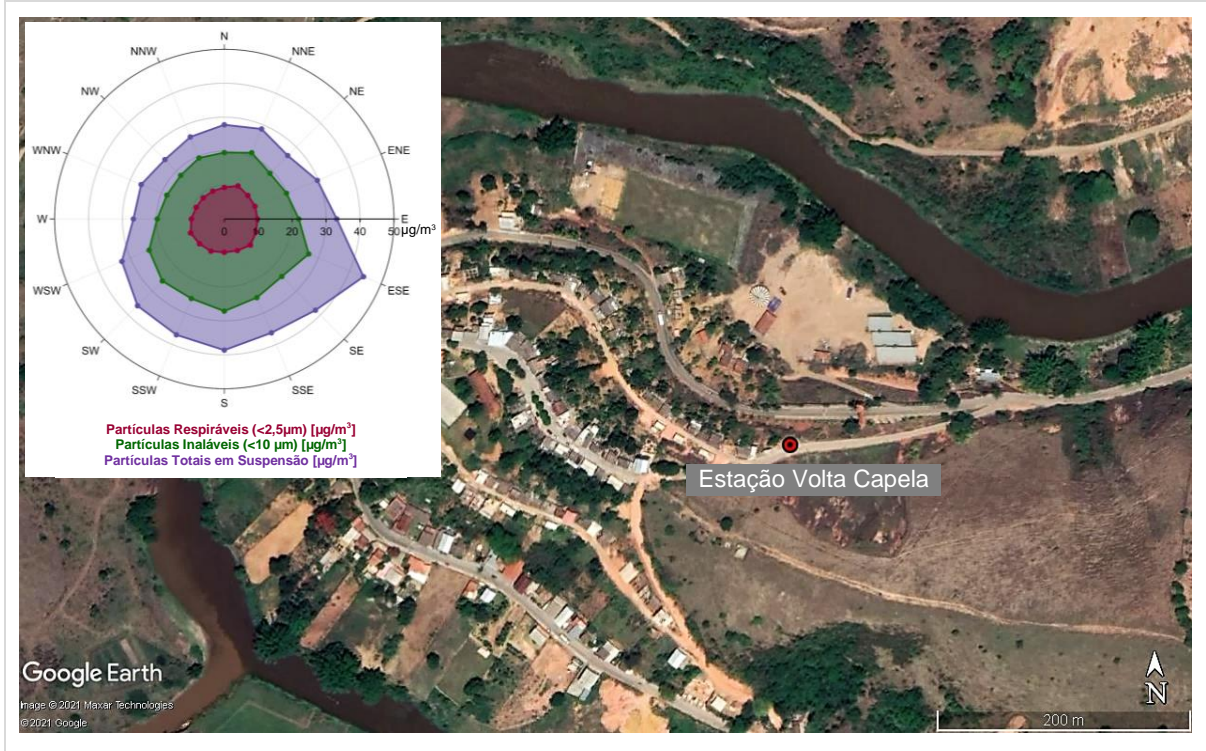 N
NNW
NNE
NW
NE
WNW
ENE
W
0 10 20 30 40 50 µg/m³
E
WSW
ESE
SW
SE
SSW
SSE
S
Partículas Respiráveis (<2,5µm) [µg/m³]
Partículas Inaláveis (<10 µm) [µg/m³]
Partículas Totais em Suspensão [µg/m³]
Estação Volta Capela
Google Earth
Image © 2021 Maxar Technologies
© 2021 Google
N
200 m